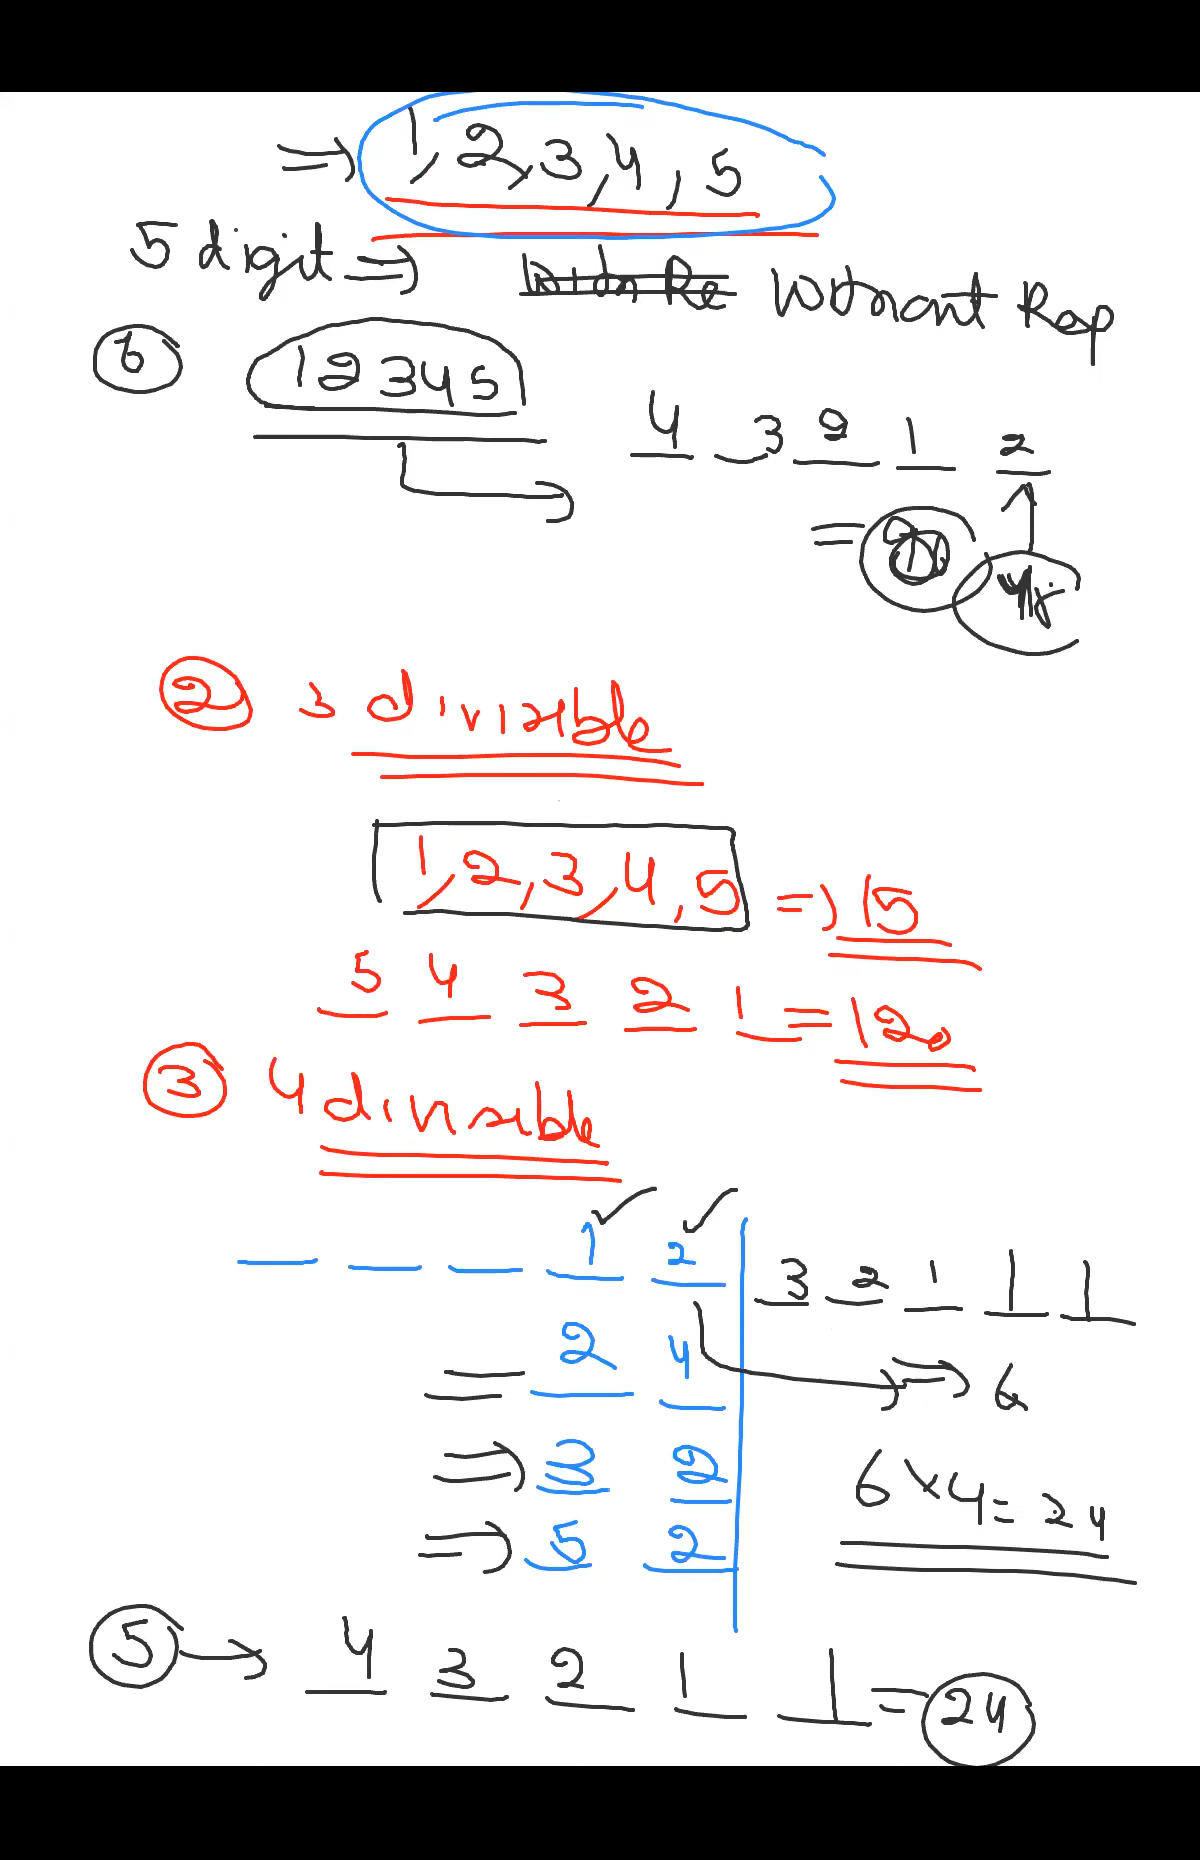 ⇒ 1, 2, 3, 4, 5
5 digit ⇒ Without Rep
6 12345
4 3 2 1 2
=
2 3 divisible
1, 2, 3, 4, 5 ⇒ 15
5 4 3 2 1 = 120
3 4 divisible
1 2 3 2 1 1 1
= 2 4 ⇒ 6
⇒ 3 2 6 × 4 = 24
⇒ 5 2
5 → 4 3 2 1 1 = 24